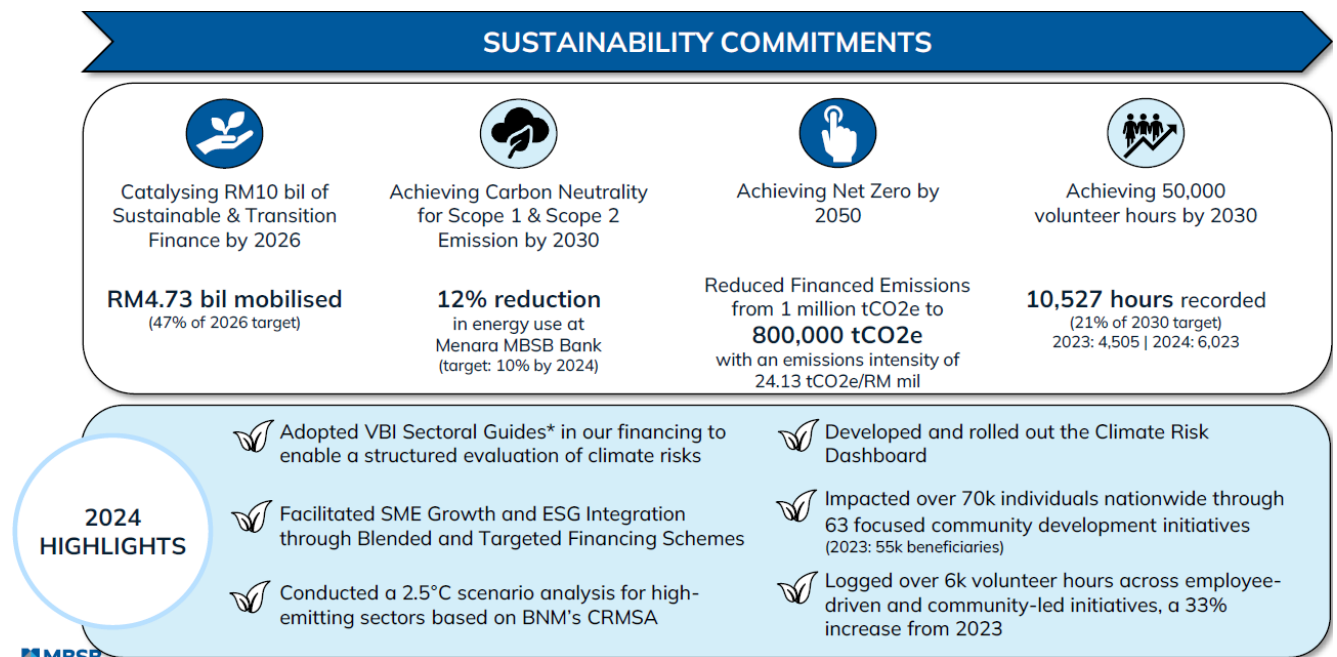 SUSTAINABILITY COMMITMENTS
Catalysing RM10 bil of
Sustainable & Transition
Finance by 2026
RM4.73 bil mobilised
(47% of 2026 target)
Achieving Carbon Neutrality
for Scope 1 & Scope 2
Emission by 2030
12% reduction
in energy use at
Menara MBSB Bank
(target: 10% by 2024)
Achieving Net Zero by
2050
Reduced Financed Emissions
from 1 million tCO2e to
800,000 tCO2e
with an emissions intensity of
24.13 tCO2e/RM mil
Achieving 50,000
volunteer hours by 2030
10,527 hours recorded
(21% of 2030 target)
2023: 4,505 | 2024: 6,023
2024
HIGHLIGHTS
Adopted VBI Sectoral Guides* in our financing to
enable a structured evaluation of climate risks
Facilitated SME Growth and ESG Integration
through Blended and Targeted Financing Schemes
Conducted a 2.5°C scenario analysis for high-
emitting sectors based on BNM's CRMSA
Developed and rolled out the Climate Risk
Dashboard
Impacted over 70k individuals nationwide through
63 focused community development initiatives
(2023: 55k beneficiaries)
Logged over 6k volunteer hours across employee-
driven and community-led initiatives, a 33%
increase from 2023
MBSB